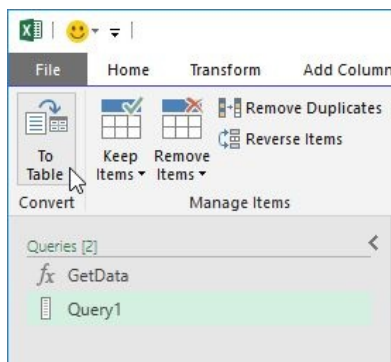 File Home Transform Add Column
To Table
Keep Items
Remove Items
Remove Duplicates
Reverse Items
Convert
Manage Items
Queries [2]
fx GetData
Query1